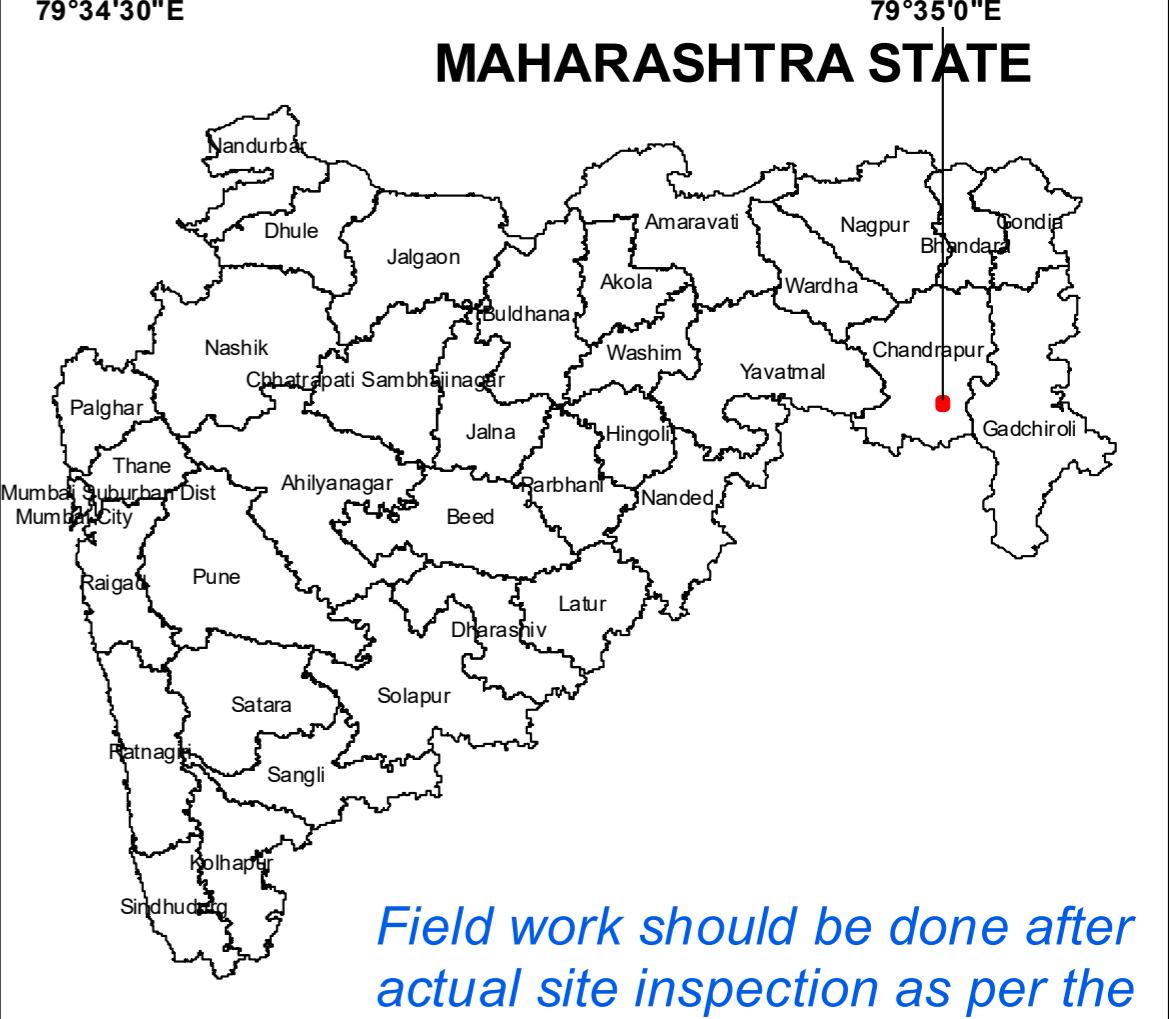 79°34'30"E 79°35'0"E
MAHARASHTRA STATE
Nandurbar
Dhule
Jalgaon
Amaravati
Nagpur
Gondia
Bhandara
Akola
Wardha
Buldhana
Nashik
Washim
Chandrapur
Chhatrapati Sambhajinagar
Yavatmal
Palghar
Jalna
Hingoli
Gadchiroli
Thane
Ahilyanagar
Parbhani
Mumbai Suburban Dist
Nanded
Mumbai City
Beed
Raigad
Pune
Latur
Dharashiv
Solapur
Satara
Ratnagiri
Sangli
Kolhapur
Sindhudurg
Field work should be done after
actual site inspection as per the